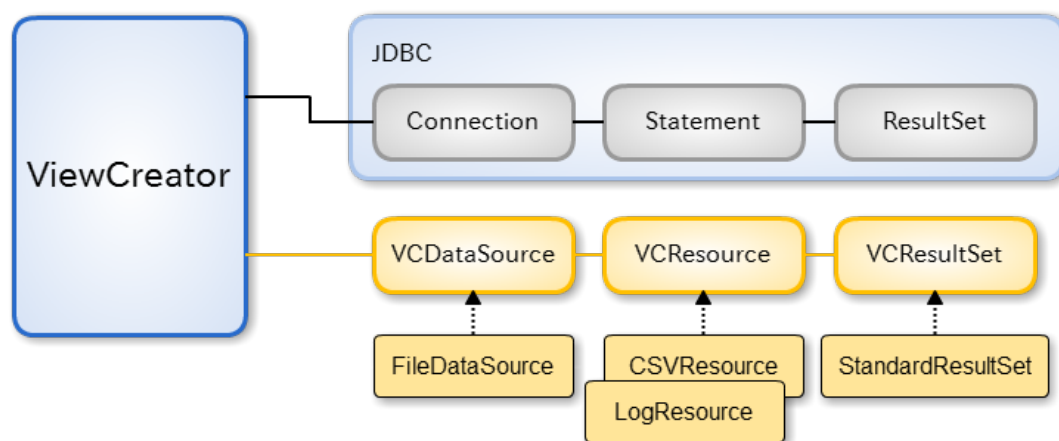 ViewCreator
JDBC
Connection
Statement
ResultSet
VCDataSource
VCResource
VCResultSet
FileDataSource
CSVResource
StandardResultSet
LogResource